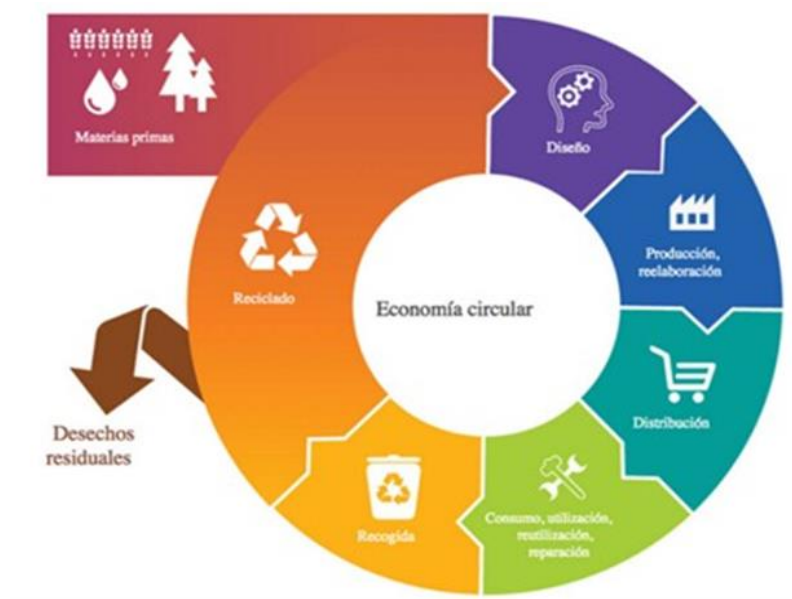 Materias primas
Diseño
Producción,
reelaboración
Distribución
Consumo, utilización,
reutilización,
reparación
Recogida
Reciclado
Economía circular
Desechos
residuales